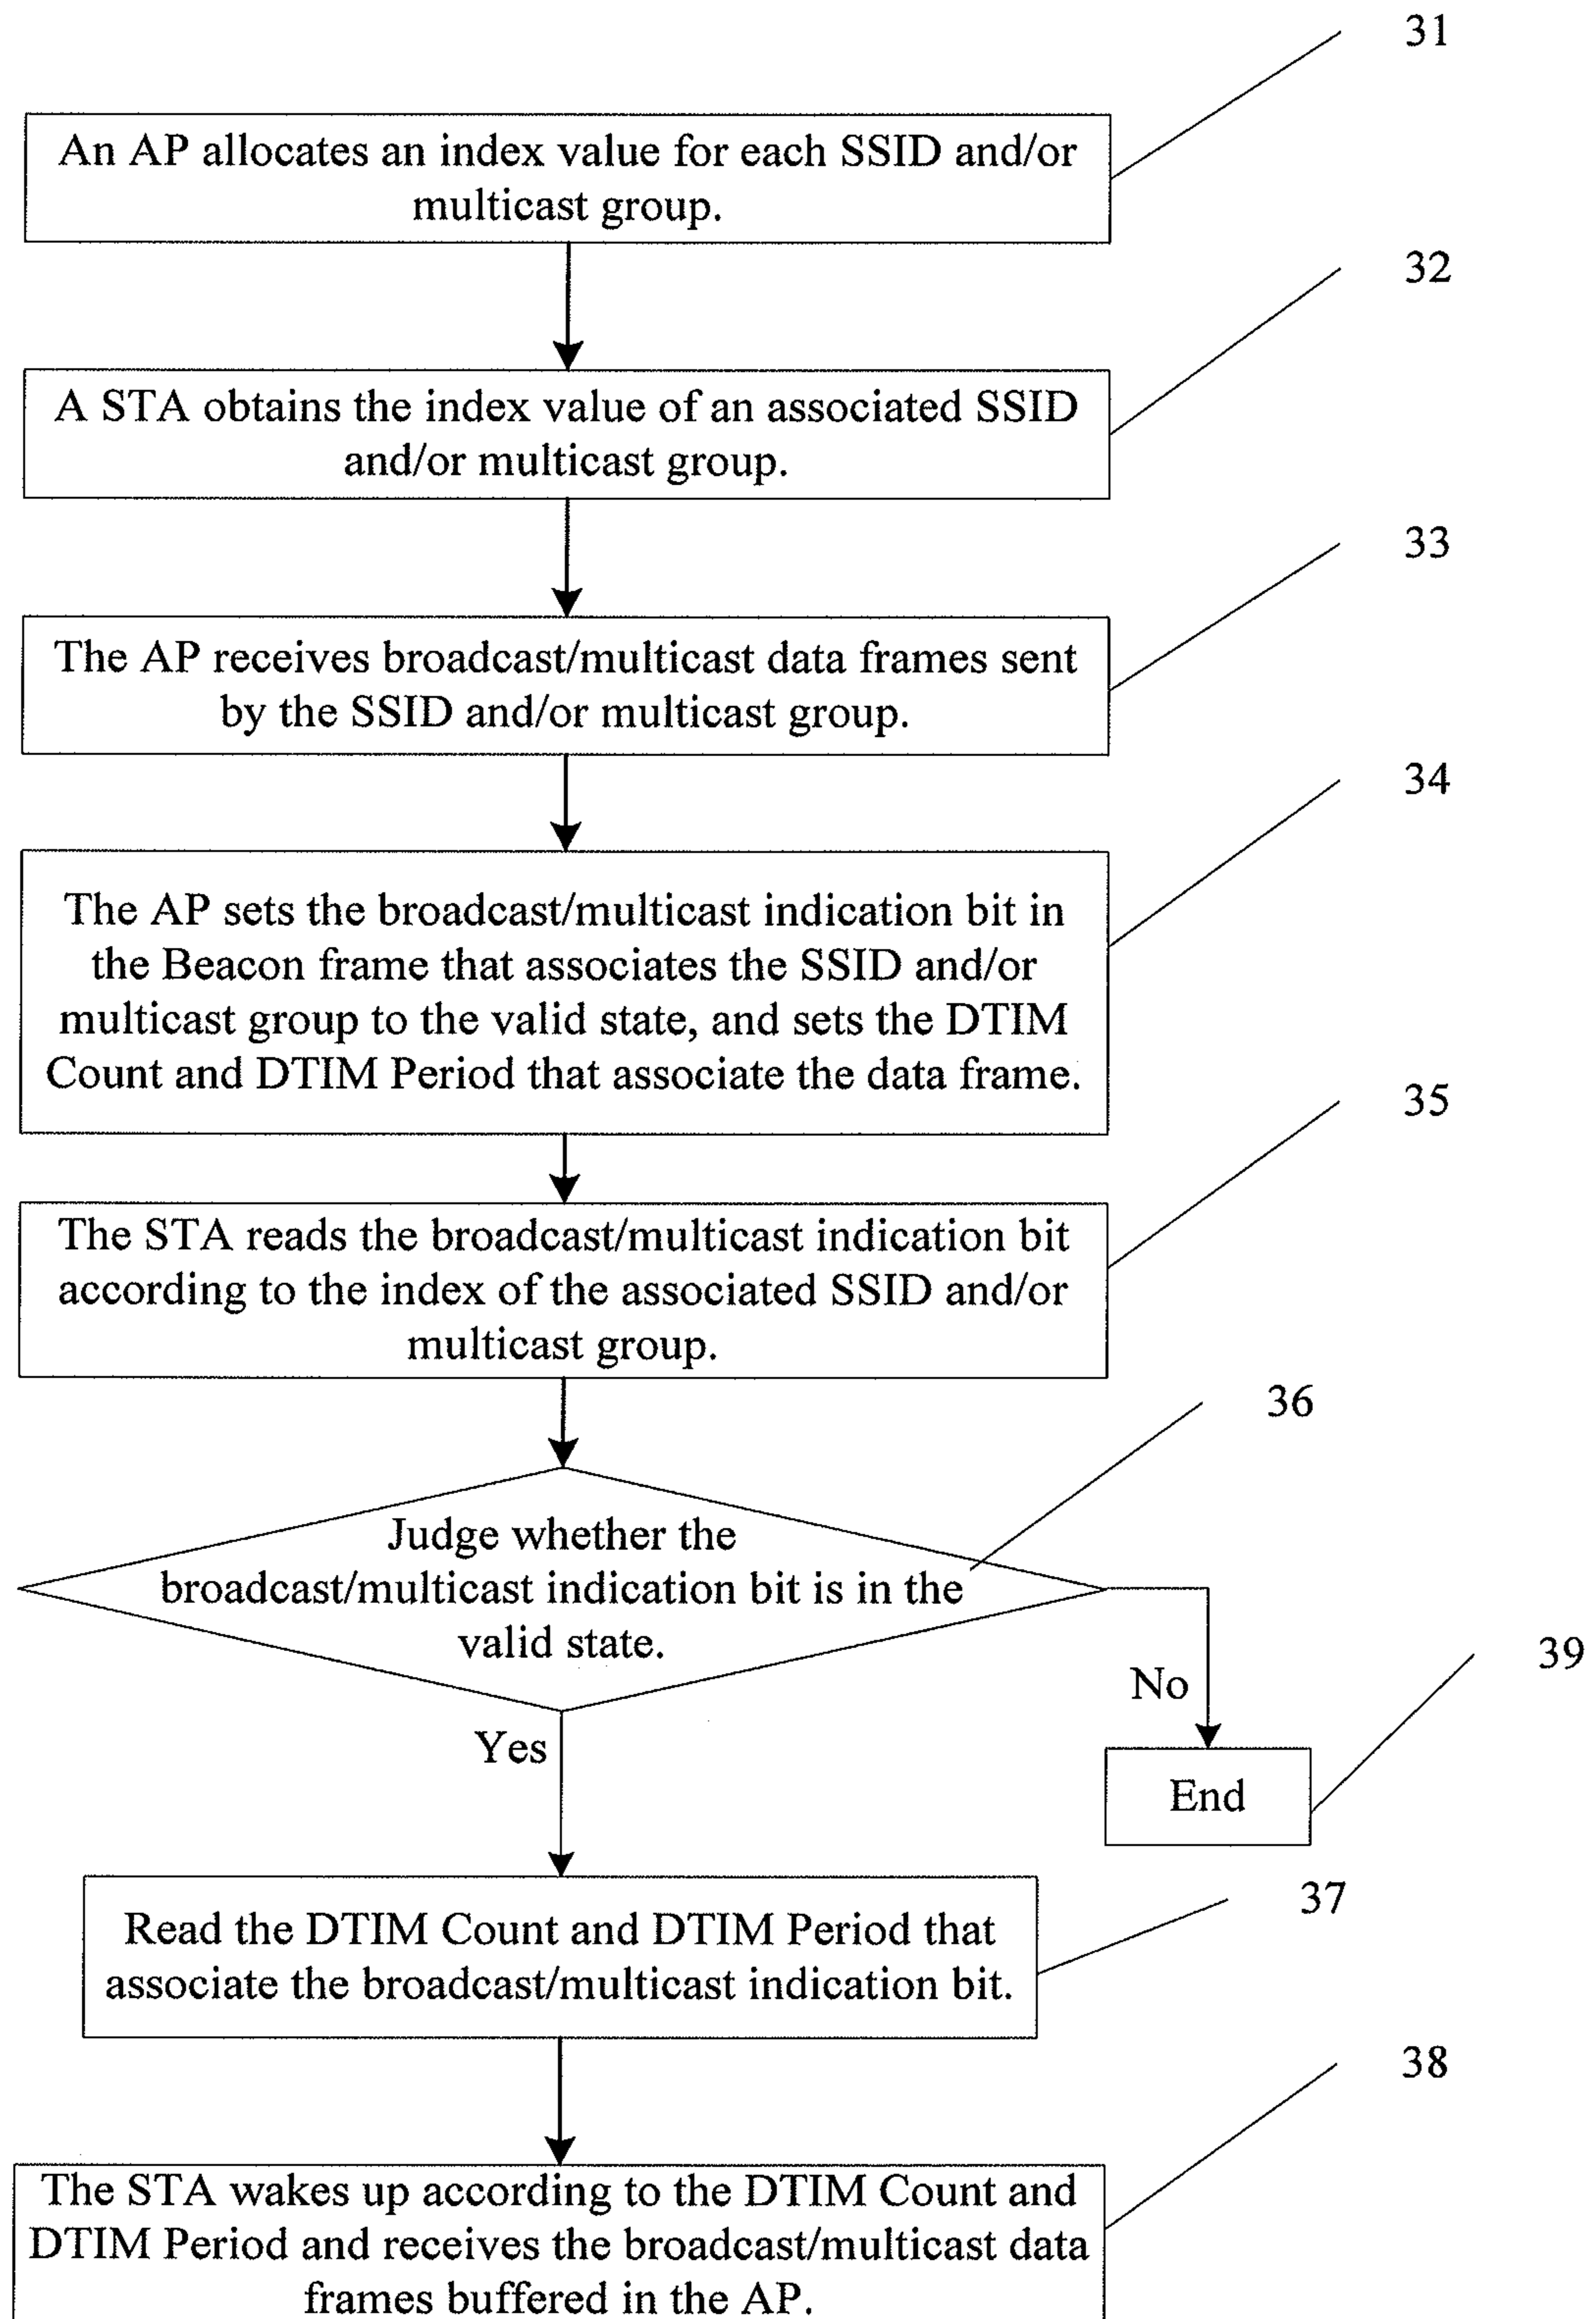 31
An AP allocates an index value for each SSID and/or
multicast group.
32
A STA obtains the index value of an associated SSID
and/or multicast group.
33
The AP receives broadcast/multicast data frames sent
by the SSID and/or multicast group.
34
The AP sets the broadcast/multicast indication bit in
the Beacon frame that associates the SSID and/or
multicast group to the valid state, and sets the DTIM
Count and DTIM Period that associate the data frame.
35
The STA reads the broadcast/multicast indication bit
according to the index of the associated SSID and/or
multicast group.
36
Judge whether the
broadcast/multicast indication bit is in the
valid state.
39
No
Yes
End
37
Read the DTIM Count and DTIM Period that
associate the broadcast/multicast indication bit.
38
The STA wakes up according to the DTIM Count and
DTIM Period and receives the broadcast/multicast data
frames buffered in the AP.